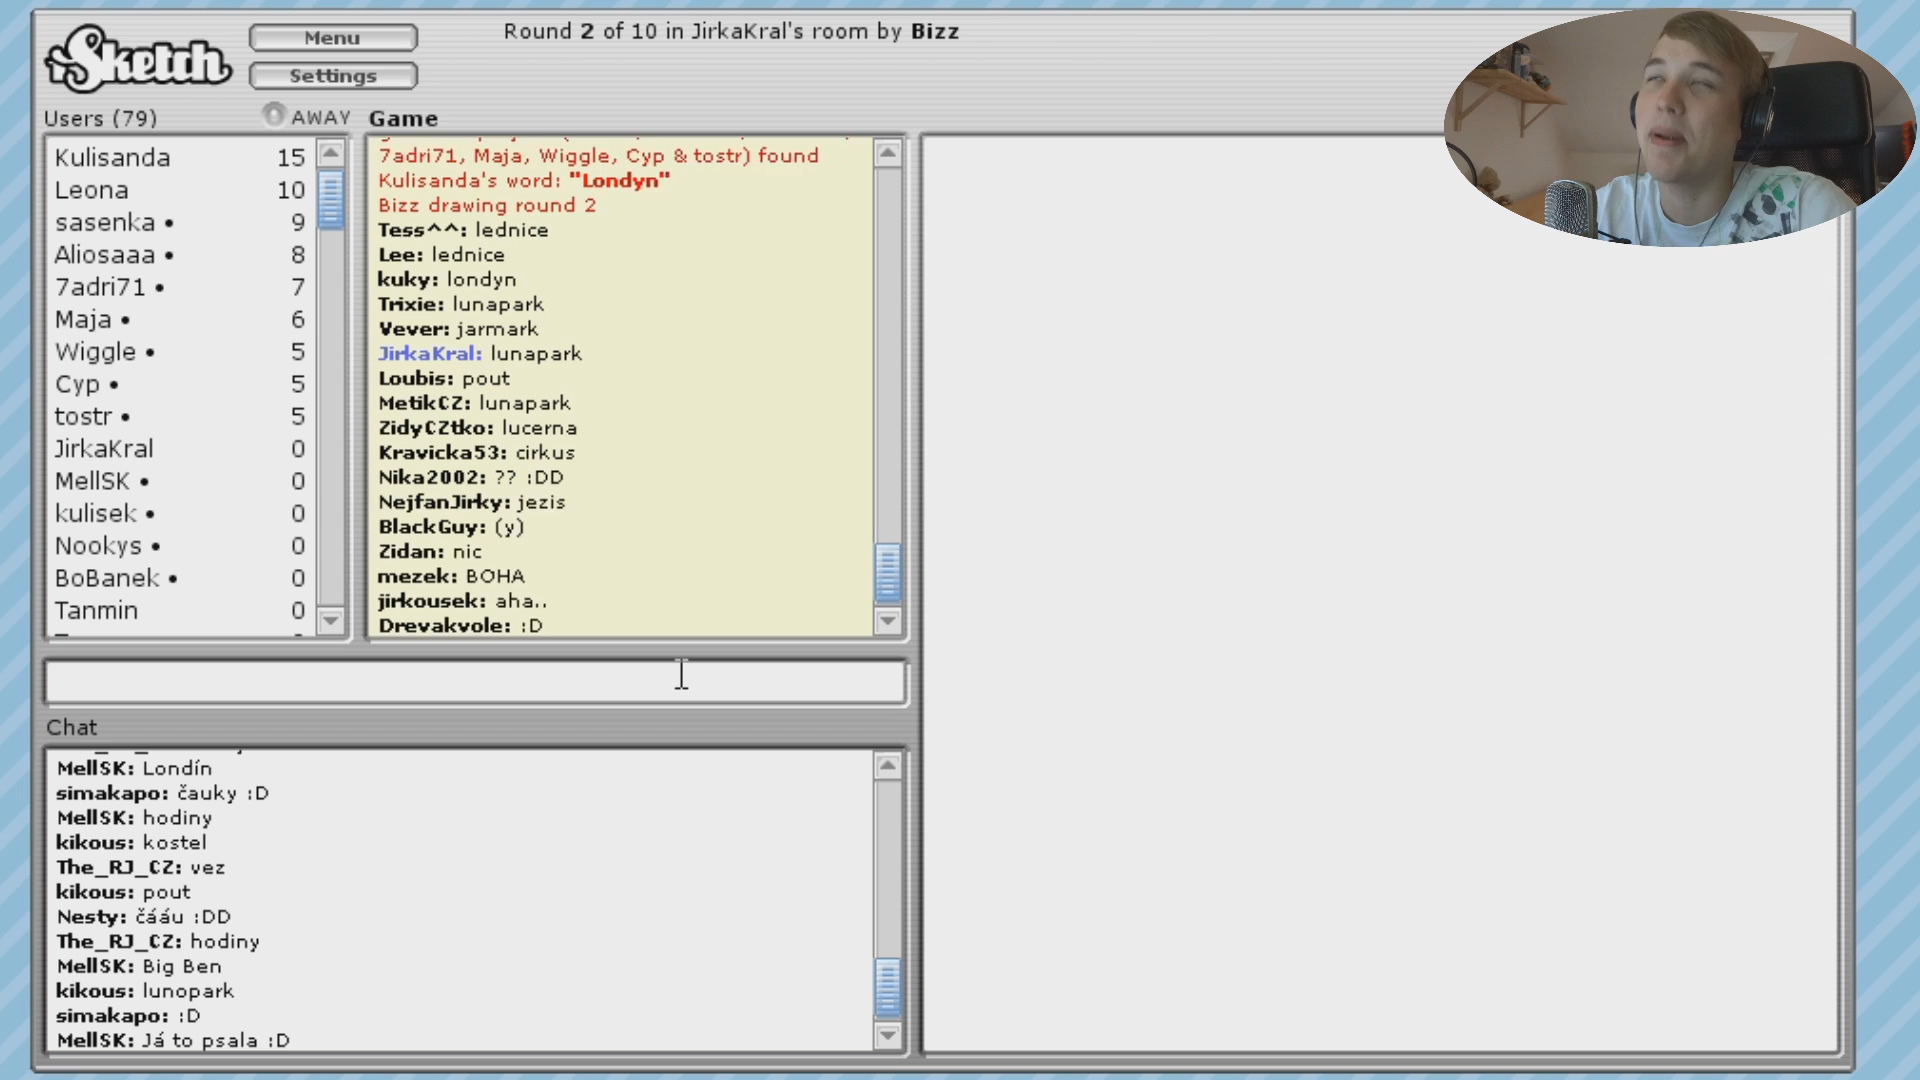 iSketch
Menu
Settings
Round 2 of 10 in JirkaKral's room by Bizz
Users (79)
AWAY
Game
Kulisanda 15
Leona 10
sasenka • 9
Aliosaaa • 8
7adri71 • 7
Maja • 6
Wiggle • 5
Cyp • 5
tostr • 5
JirkaKral 0
MellSK • 0
kulisek • 0
Nookys • 0
BoBanek • 0
Tanmin 0
7adri71, Maja, Wiggle, Cyp & tostr) found
Kulisanda's word: "Londyn"
Bizz drawing round 2
Tess^^: lednice
Lee: lednice
kuky: londyn
Trixie: lunapark
Vever: jarmark
JirkaKral: lunapark
Loubis: pout
MetikCZ: lunapark
ZidyCZtko: lucerna
Kravicka53: cirkus
Nika2002: ?? :DD
NejfanJirky: jezis
BlackGuy: (y)
Zidan: nic
mezek: BOHA
jirkousek: aha..
Drevakvole: :D
Chat
MellSK: Londín
simakapo: čauky :D
MellSK: hodiny
kikous: kostel
The_RJ_CZ: vez
kikous: pout
Nesty: čááu :DD
The_RJ_CZ: hodiny
MellSK: Big Ben
kikous: lunopark
simakapo: :D
MellSK: Já to psala :D